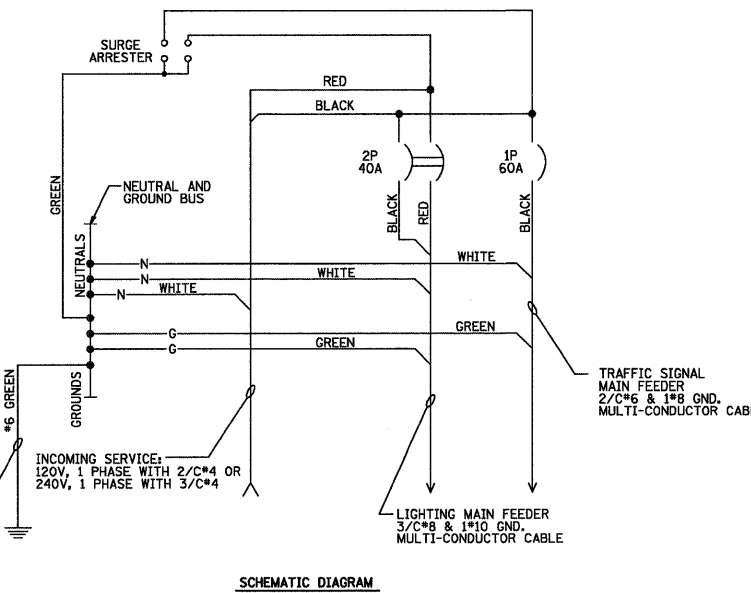 SURGE
ARRESTER
RED
BLACK
2P
40A
1P
60A
GREEN
NEUTRAL AND
GROUND BUS
BLACK
RED
BLACK
NEUTRALS
N
WHITE
N
WHITE
N
WHITE
G
GREEN
G
GREEN
#6 GREEN
GROUNDS
TRAFFIC SIGNAL
MAIN FEEDER
2/C#6 & 1#8 GND.
MULTI-CONDUCTOR CAB
INCOMING SERVICE:
120V, 1 PHASE WITH 2/C#4 OR
240V, 1 PHASE WITH 3/C#4
LIGHTING MAIN FEEDER
3/C#8 & 1#10 GND.
MULTI-CONDUCTOR CABLE
SCHEMATIC DIAGRAM